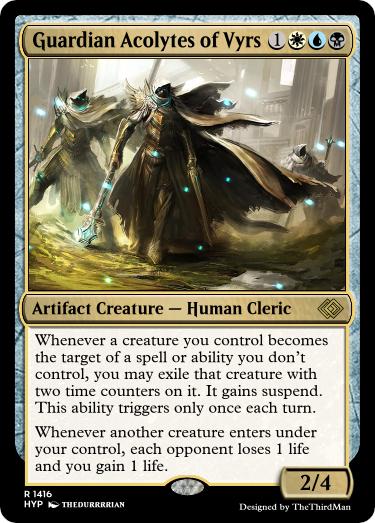 Guardian Acolytes of Vyrs 1
Artifact Creature — Human Cleric
Whenever a creature you control becomes
the target of a spell or ability you don't
control, you may exile that creature with
two time counters on it. It gains suspend.
This ability triggers only once each turn.
Whenever another creature enters under
your control, each opponent loses 1 life
and you gain 1 life.
2/4
R 1416
HYP THEDURRRRIAN
Designed by TheThirdMan